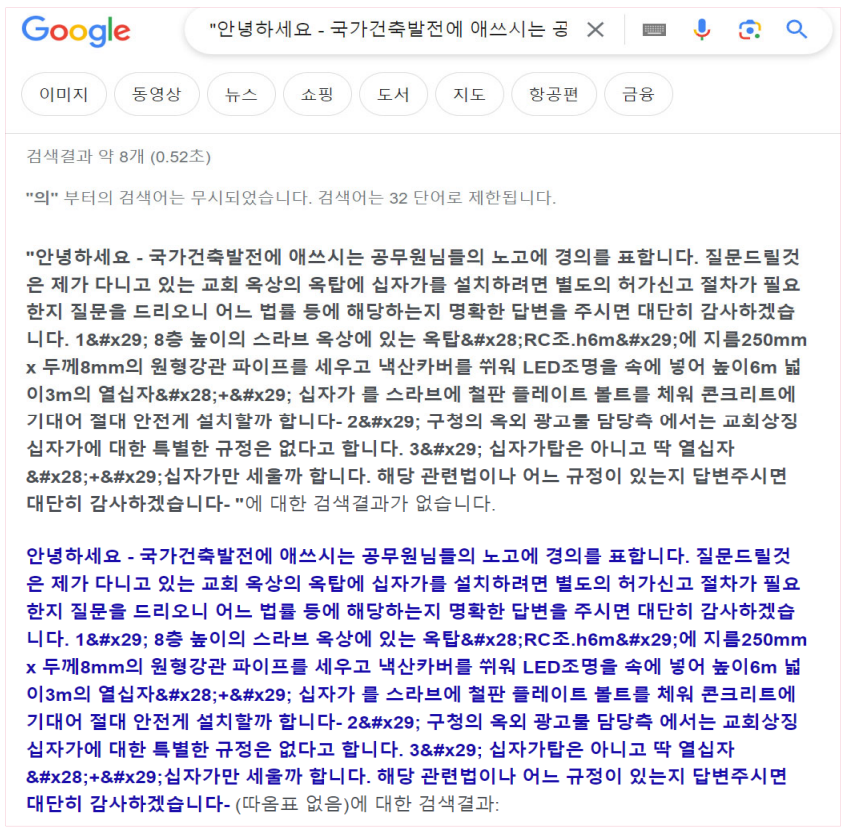 Google
"안녕하세요 - 국가건축발전에 애쓰시는 공
이미지 동영상 뉴스 쇼핑 도서 지도 항공편 금융
검색결과 약 8개 (0.52초)
"의" 부터의 검색어는 무시되었습니다. 검색어는 32 단어로 제한됩니다.
"안녕하세요 - 국가건축발전에 애쓰시는 공무원님들의 노고에 경의를 표합니다. 질문드릴것
은 제가 다니고 있는 교회 옥상의 옥탑에 십자가를 설치하려면 별도의 허가신고 절차가 필요
한지 질문을 드리오니 어느 법률 등에 해당하는지 명확한 답변을 주시면 대단히 감사하겠습
니다. 1&#x29; 8층 높이의 스라브 옥상에 있는 옥탑&#x28;RC조.h6m&#x29;에 지름250mm
x 두께8mm의 원형강관 파이프를 세우고 낵산카버를 쒸워 LED조명을 속에 넣어 높이6m 넓
이3m의 열십자&#x28;+&#x29; 십자가 를 스라브에 철판 플레이트 볼트를 체워 콘크리트에
기대어 절대 안전게 설치할까 합니다- 2&#x29; 구청의 옥외 광고물 담당측 에서는 교회상징
십자가에 대한 특별한 규정은 없다고 합니다. 3&#x29; 십자가탑은 아니고 딱 열십자
&#x28;+&#x29;십자가만 세울까 합니다. 해당 관련법이나 어느 규정이 있는지 답변주시면
대단히 감사하겠습니다- "에 대한 검색결과가 없습니다.
안녕하세요 - 국가건축발전에 애쓰시는 공무원님들의 노고에 경의를 표합니다. 질문드릴것
은 제가 다니고 있는 교회 옥상의 옥탑에 십자가를 설치하려면 별도의 허가신고 절차가 필요
한지 질문을 드리오니 어느 법률 등에 해당하는지 명확한 답변을 주시면 대단히 감사하겠습
니다. 1&#x29; 8층 높이의 스라브 옥상에 있는 옥탑&#x28;RC조.h6m&#x29;에 지름250mm
x 두께8mm의 원형강관 파이프를 세우고 낵산카버를 쒸워 LED조명을 속에 넣어 높이6m 넓
이3m의 열십자&#x28;+&#x29; 십자가 를 스라브에 철판 플레이트 볼트를 체워 콘크리트에
기대어 절대 안전게 설치할까 합니다- 2&#x29; 구청의 옥외 광고물 담당측 에서는 교회상징
십자가에 대한 특별한 규정은 없다고 합니다. 3&#x29; 십자가탑은 아니고 딱 열십자
&#x28;+&#x29;십자가만 세울까 합니다. 해당 관련법이나 어느 규정이 있는지 답변주시면
대단히 감사하겠습니다- (따옴표 없음)에 대한 검색결과: